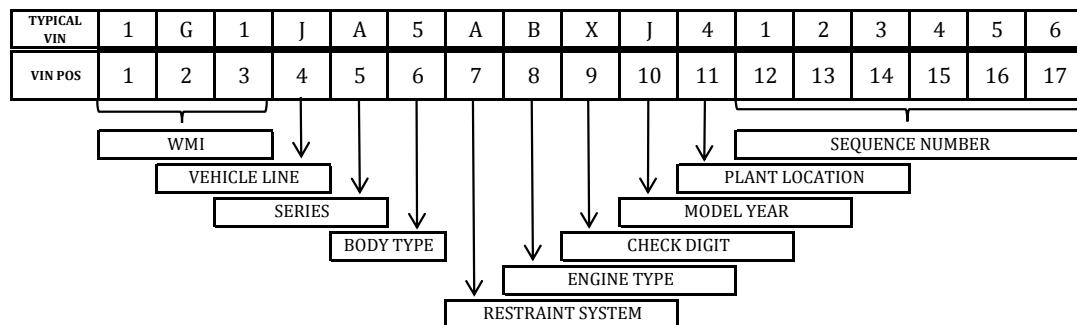 TYPICAL VIN 1 G 1 J A 5 A B X J 4 1 2 3 4 5 6
VIN POS 1 2 3 4 5 6 7 8 9 10 11 12 13 14 15 16 17
WMI SEQUENCE NUMBER
VEHICLE LINE PLANT LOCATION
SERIES MODEL YEAR
BODY TYPE CHECK DIGIT
ENGINE TYPE
RESTRAINT SYSTEM